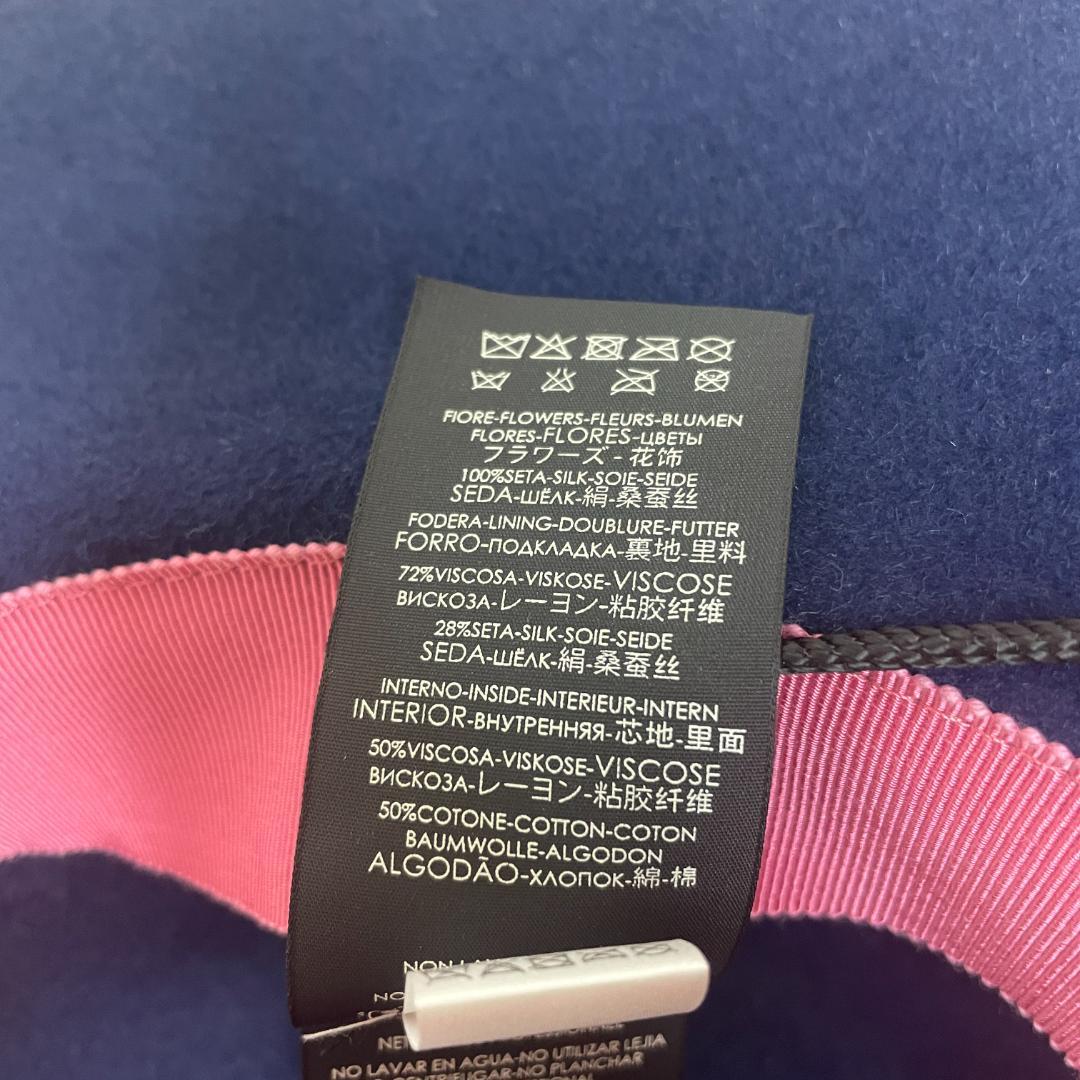 FIORE-FLOWERS-FLEURS-BLUMEN
FLORES-FLORES-ЦВЕТЫ
フラワーズ - 花饰
100%SETA-SILK-SOIE-SEIDE
SEDA-ШЁЛК-絹-桑蚕丝
FODERA-LINING-DOUBLURE-FUTTER
FORRO-ПОДКЛАДКА-裏地-里料
72%VISCOSA-VISKOSE-VISCOSE
ВИСКОЗА-レーヨン-粘胶纤维
28%SETA-SILK-SOIE-SEIDE
SEDA-ШЁЛК-絹-桑蚕丝
INTERNO-INSIDE-INTERIEUR-INTERN
INTERIOR-ВНУТРЕННЯЯ-芯地-里面
50%VISCOSA-VISKOSE-VISCOSE
ВИСКОЗА-レーヨン-粘胶纤维
50%COTONE-COTTON-COTON
BAUMWOLLE-ALGODON
ALGODÃO-ХЛОПОК-綿-棉
NON
NO LAVAR EN AGUA-NO UTILIZAR LEJIA
CENTRIFUGAR-NO PLANCHAR